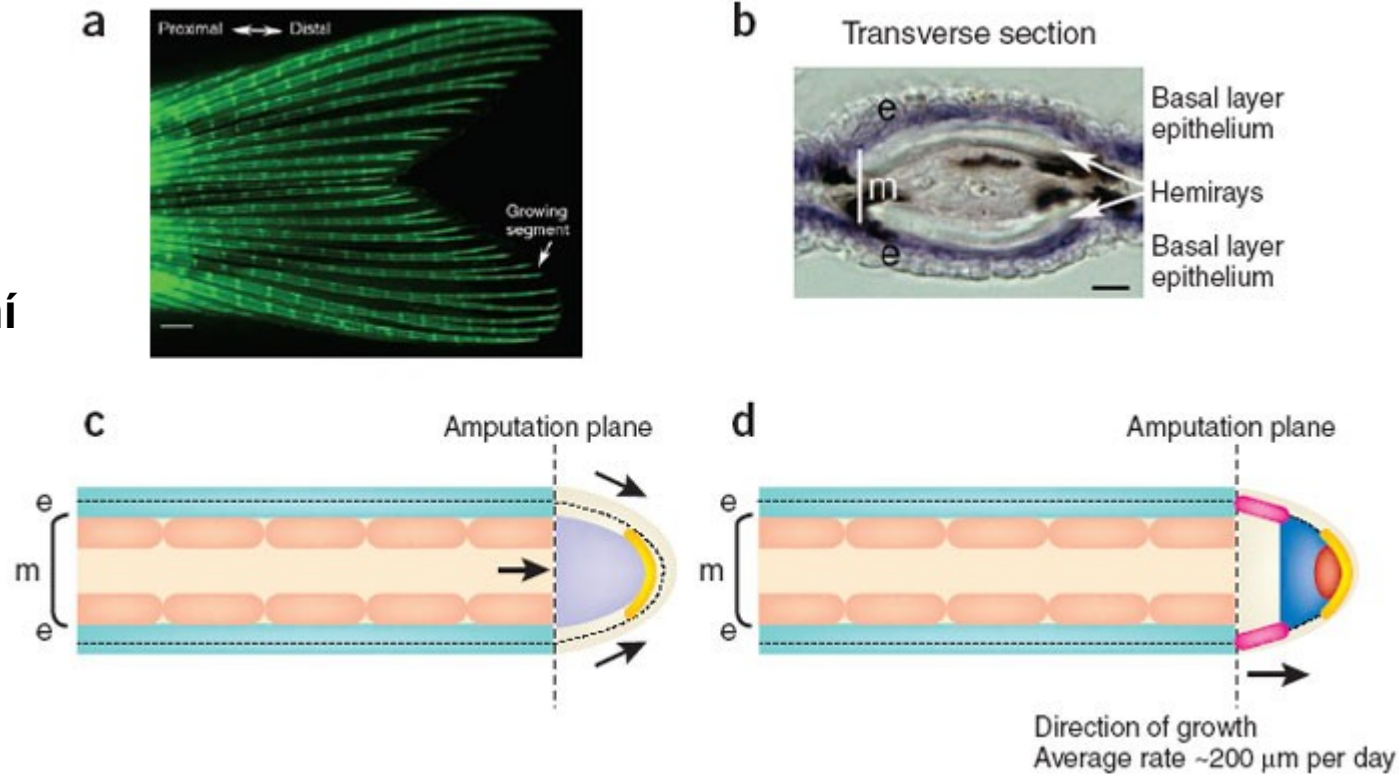 a
Proximal Distal
Growing
segment
b
Transverse section
e
m
e
Basal layer
epithelium
Hemirays
Basal layer
epithelium
í
c
Amputation plane
e
m
e
d
Amputation plane
e
m
e
Direction of growth
Average rate ~200 μm per day